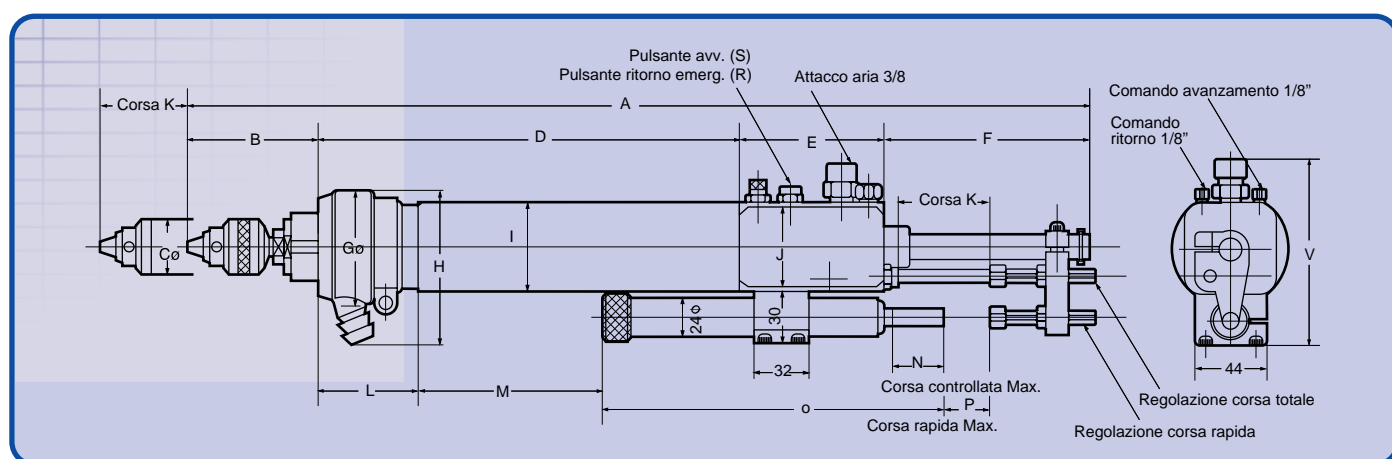 Pulsante avv. (S)
Pulsante ritorno emerg. (R)
Attacco aria 3/8
Corsa K
A
Comando avanzamento 1/8”
Comando
ritorno 1/8”
B
D
E
F
Corsa K
Cø
Gø
H
I
J
V
24ϕ
30
32
N
44
L
M
Corsa controllata Max.
o
P
Corsa rapida Max.
Regolazione corsa totale
Regolazione corsa rapida